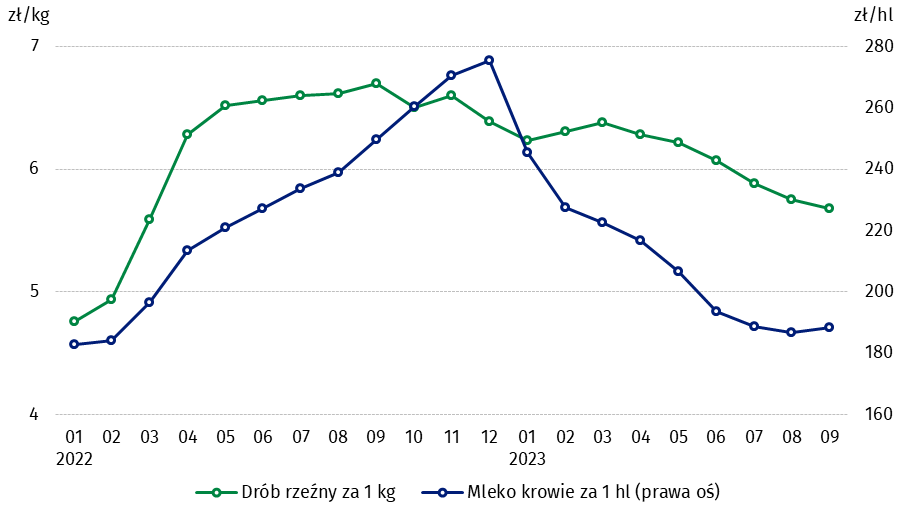 zł/kg zł/hl
7 280
260
6 240
220
5 200
180
4 160
01 02 03 04 05 06 07 08 09 10 11 12 01 02 03 04 05 06 07 08 09
2022 2023
Drób rzeźny za 1 kg Mleko krowie za 1 hl (prawa oś)